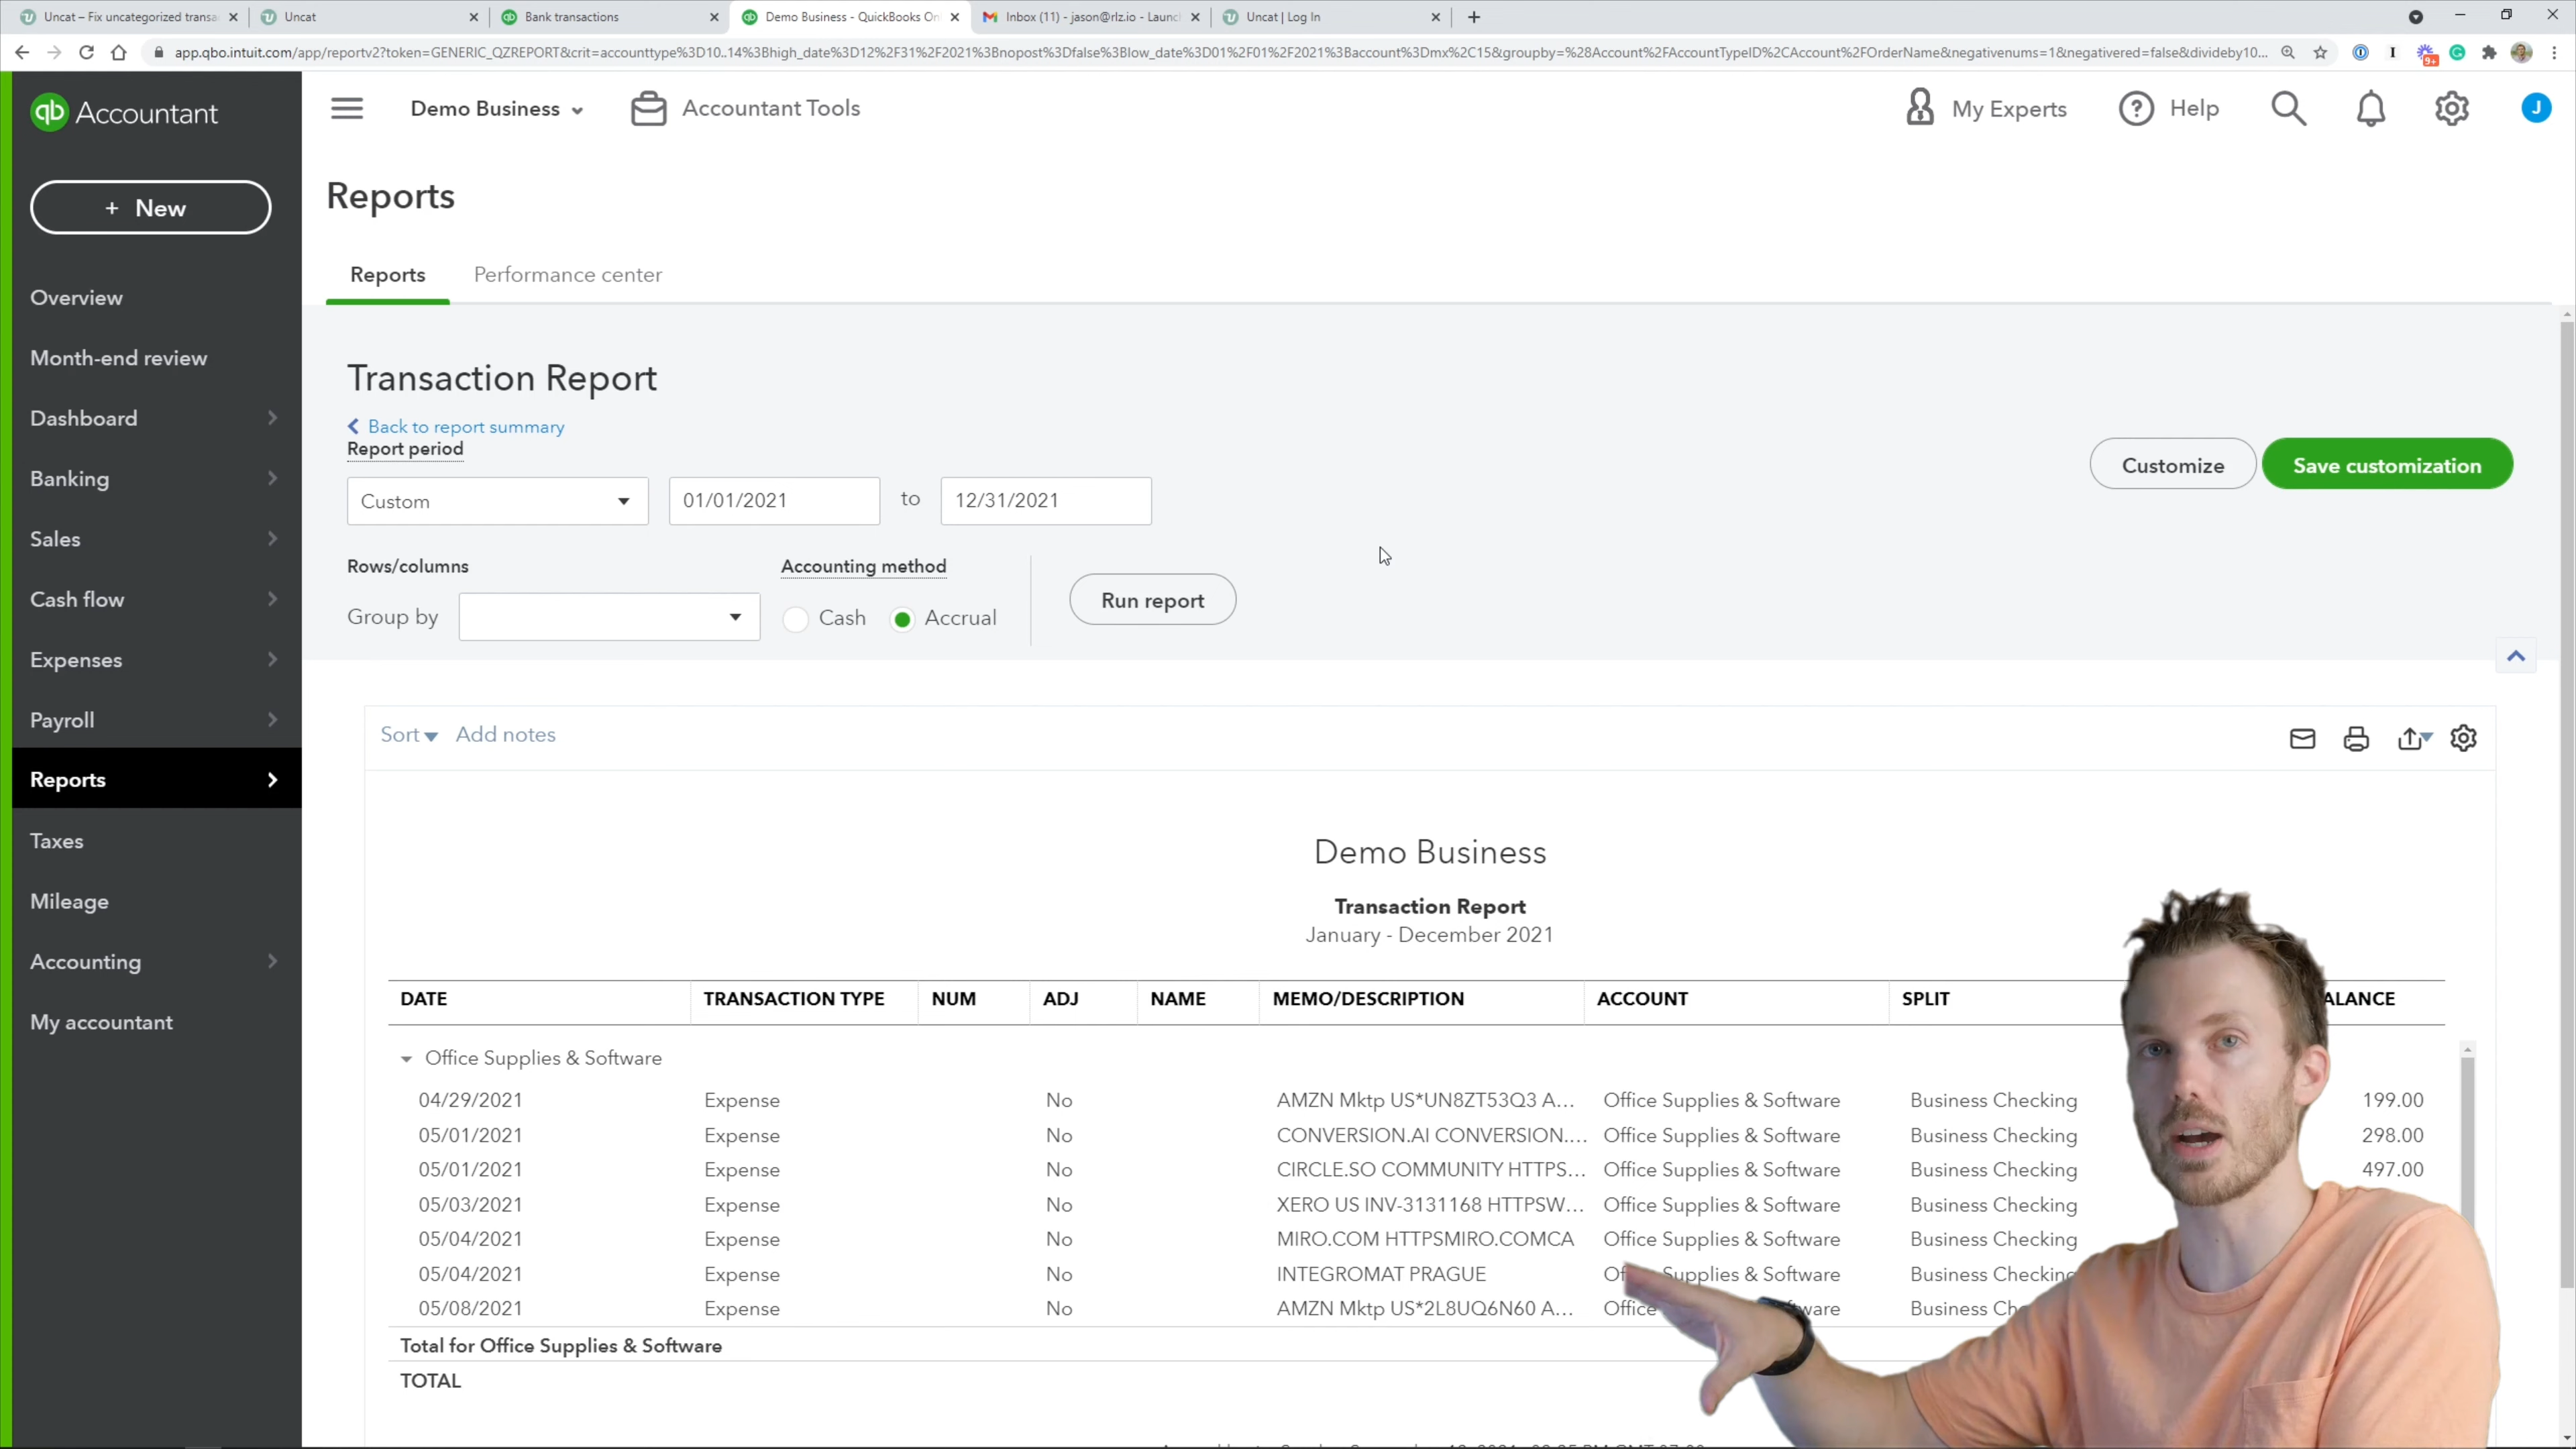 Uncat – Fix uncategorized transa
Uncat
Bank transactions
Demo Business - QuickBooks On
Inbox (11) - jason@rlz.io - Launc
Uncat | Log In
app.qbo.intuit.com/app/reportv2?token=GENERIC_QZREPORT&crit=accounttype%3D10..14%3Bhigh_date%3D12%2F31%2F2021%3Bnopost%3Dfalse%3Blow_date%3D01%2F01%2F2021%3Baccount%3Dmx%2C15&groupby=%28Account%2FAccountTypeID%2CAccount%2FOrderName&negativenums=1&negativered=false&divideby10...
9+
qb Accountant
Demo Business
Accountant Tools
My Experts
Help
J
+ New
Reports
Overview
Month-end review
Dashboard
Banking
Sales
Cash flow
Expenses
Payroll
Reports
Taxes
Mileage
Accounting
My accountant
Reports Performance center
Transaction Report
Back to report summary
Report period
Custom 01/01/2021 to 12/31/2021
Customize Save customization
Rows/columns Accounting method
Group by Cash Accrual Run report
Sort Add notes
Demo Business
Transaction Report
January - December 2021
DATE TRANSACTION TYPE NUM ADJ NAME MEMO/DESCRIPTION ACCOUNT SPLIT ALANCE
Office Supplies & Software
04/29/2021 Expense No AMZN Mktp US*UN8ZT53Q3 A... Office Supplies & Software Business Checking 199.00
05/01/2021 Expense No CONVERSION.AI CONVERSION.... Office Supplies & Software Business Checking 298.00
05/01/2021 Expense No CIRCLE.SO COMMUNITY HTTPS... Office Supplies & Software Business Checking 497.00
05/03/2021 Expense No XERO US INV-3131168 HTTPSW... Office Supplies & Software Business Checking
05/04/2021 Expense No MIRO.COM HTTPSMIRO.COMCA Office Supplies & Software Business Checking
05/04/2021 Expense No INTEGROMAT PRAGUE Of Supplies & Software Business Checking
05/08/2021 Expense No AMZN Mktp US*2L8UQ6N60 A... Office ware Business Ch
Total for Office Supplies & Software
TOTAL